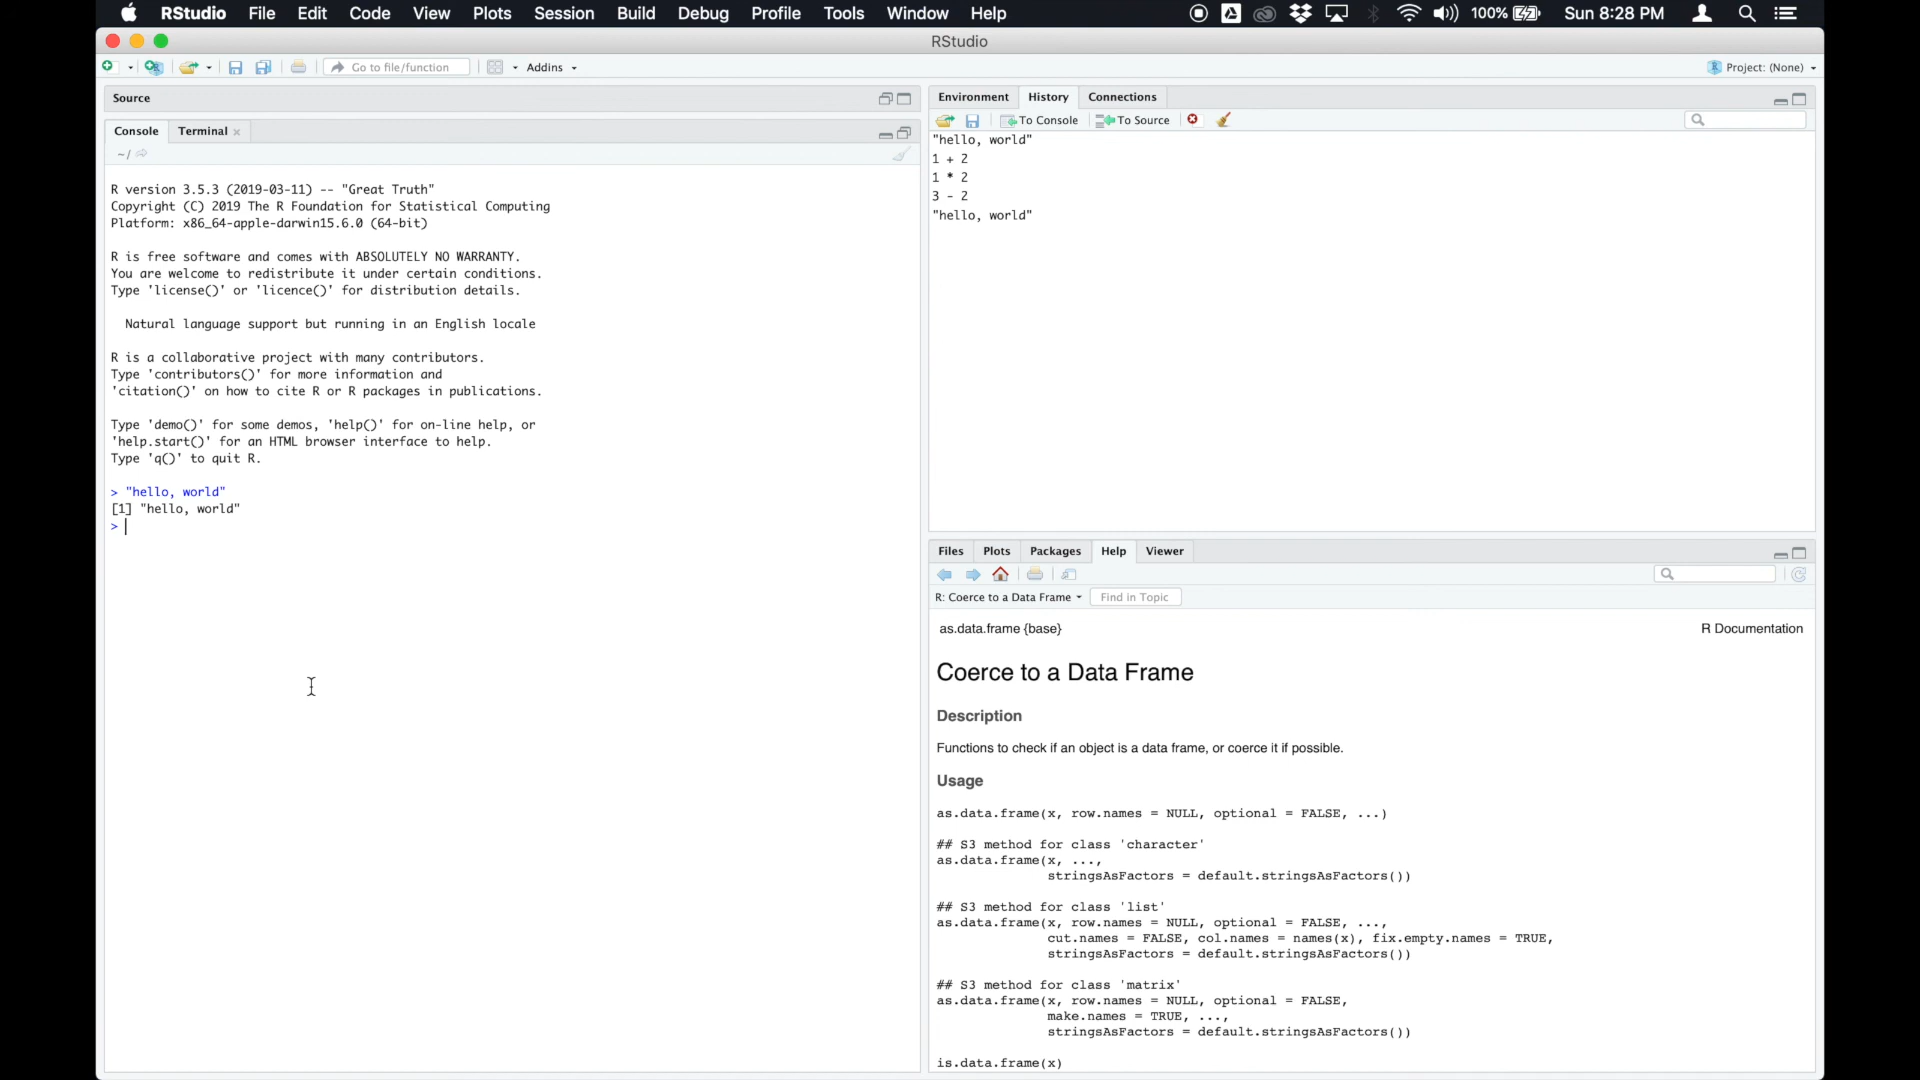 RStudio File Edit Code View Plots Session Build Debug Profile Tools Window Help 100% Sun 8:28 PM
RStudio
Go to file/function Addins Project: (None)
Source
Console Terminal
~/
R version 3.5.3 (2019-03-11) -- "Great Truth"
Copyright (C) 2019 The R Foundation for Statistical Computing
Platform: x86_64-apple-darwin15.6.0 (64-bit)
R is free software and comes with ABSOLUTELY NO WARRANTY.
You are welcome to redistribute it under certain conditions.
Type 'license()' or 'licence()' for distribution details.
Natural language support but running in an English locale
R is a collaborative project with many contributors.
Type 'contributors()' for more information and
'citation()' on how to cite R or R packages in publications.
Type 'demo()' for some demos, 'help()' for on-line help, or
'help.start()' for an HTML browser interface to help.
Type 'q()' to quit R.
> "hello, world"
[1] "hello, world"
>
Environment History Connections
To Console To Source
"hello, world"
1 + 2
1 * 2
3 - 2
"hello, world"
Files Plots Packages Help Viewer
R: Coerce to a Data Frame Find in Topic
as.data.frame {base} R Documentation
Coerce to a Data Frame
Description
Functions to check if an object is a data frame, or coerce it if possible.
Usage
as.data.frame(x, row.names = NULL, optional = FALSE, ...)
## S3 method for class 'character'
as.data.frame(x, ...,
stringsAsFactors = default.stringsAsFactors())
## S3 method for class 'list'
as.data.frame(x, row.names = NULL, optional = FALSE, ...,
cut.names = FALSE, col.names = names(x), fix.empty.names = TRUE,
stringsAsFactors = default.stringsAsFactors())
## S3 method for class 'matrix'
as.data.frame(x, row.names = NULL, optional = FALSE,
make.names = TRUE, ...,
stringsAsFactors = default.stringsAsFactors())
is.data.frame(x)